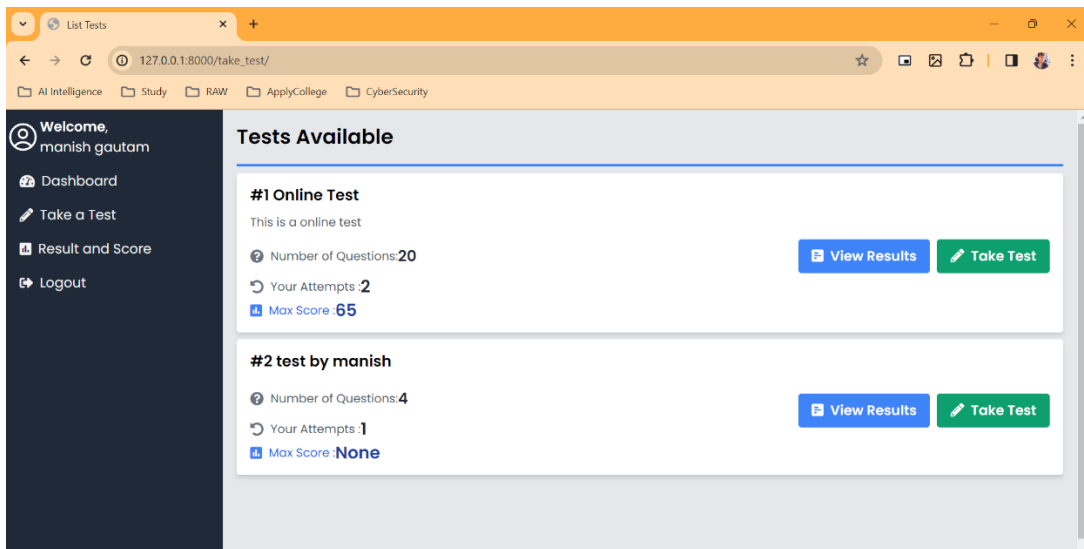 List Tests
127.0.0.1:8000/take_test/
AI Intelligence Study RAW ApplyCollege CyberSecurity
Welcome,
manish gautam
Dashboard
Take a Test
Result and Score
Logout
Tests Available
#1 Online Test
This is a online test
Number of Questions:20
Your Attempts :2
Max Score :65
View Results Take Test
#2 test by manish
Number of Questions:4
Your Attempts :1
Max Score :None
View Results Take Test